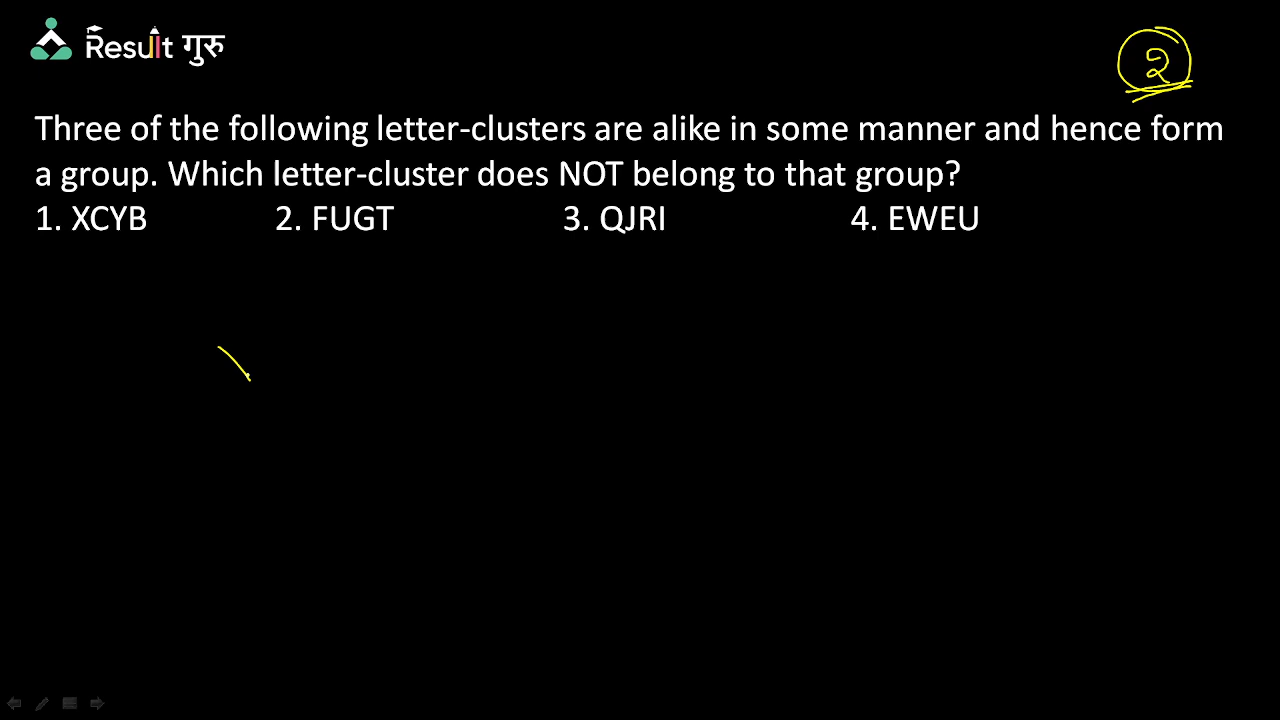 Result गुरु
२
Three of the following letter-clusters are alike in some manner and hence form
a group. Which letter-cluster does NOT belong to that group?
1. XCYB 2. FUGT 3. QJRI 4. EWEU